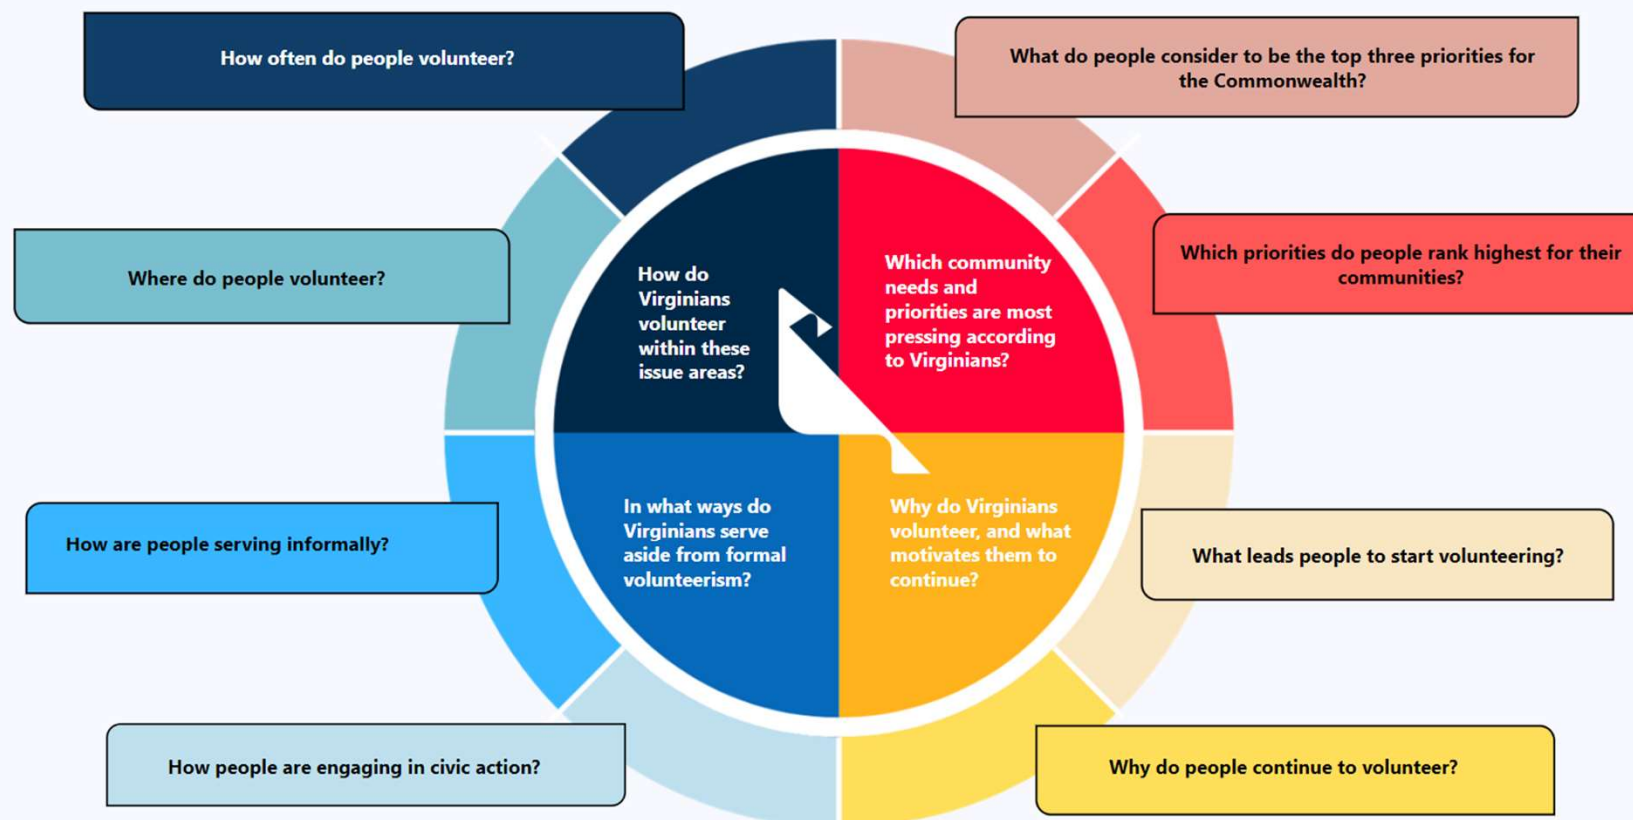 How often do people volunteer?
What do people consider to be the top three priorities for
the Commonwealth?
Where do people volunteer?
Which priorities do people rank highest for their
communities?
How do
Virginians
volunteer
within these
issue areas?
Which community
needs and
priorities are most
pressing according
to Virginians?
In what ways do
Virginians serve
aside from formal
volunteerism?
Why do Virginians
volunteer, and what
motivates them to
continue?
How are people serving informally?
What leads people to start volunteering?
How people are engaging in civic action?
Why do people continue to volunteer?